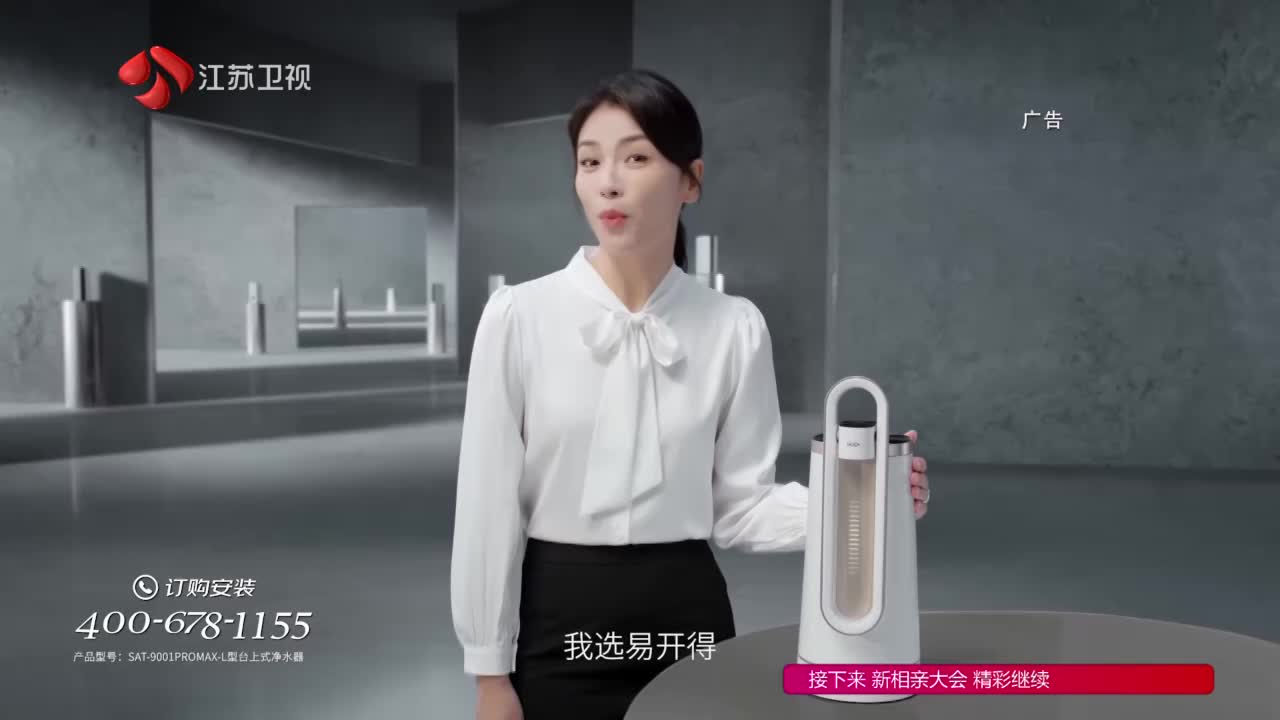 江苏卫视
广告
订购安装
400-678-1155
产品型号：SAT-9001PROMAX-L型台上式净水器
我选易开得
接下来 新相亲大会 精彩继续